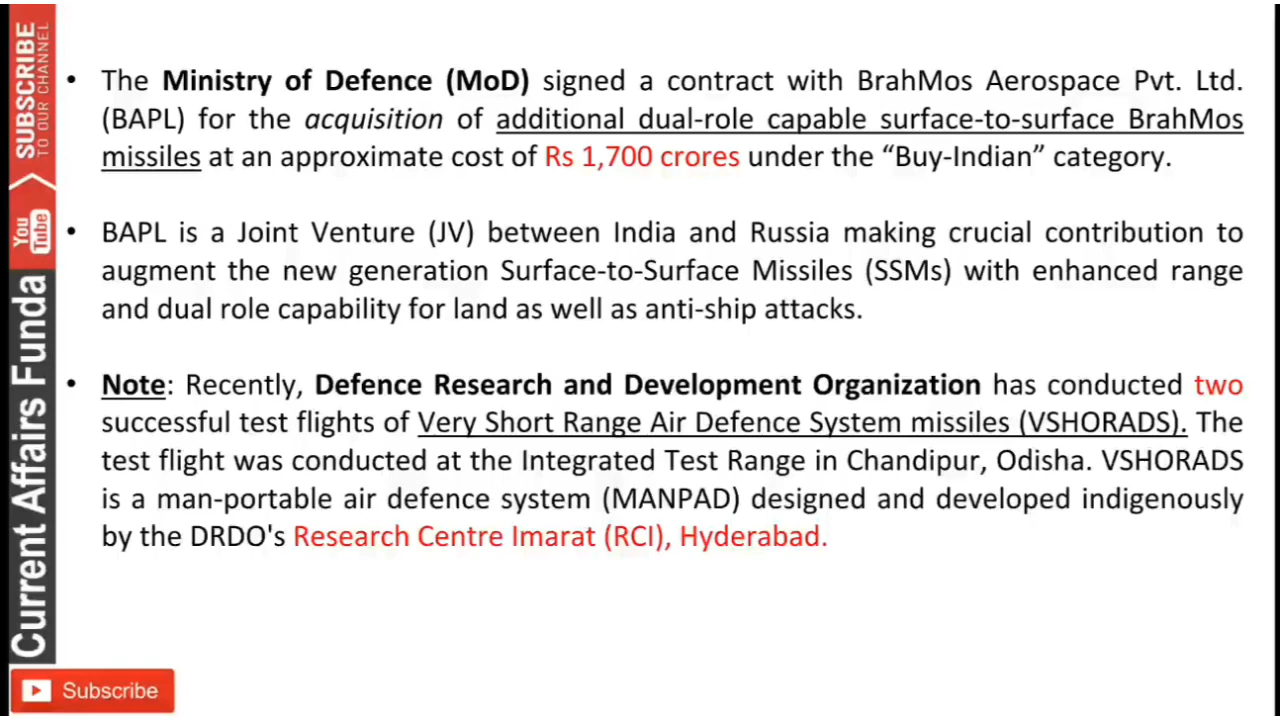 SUBSCRIBE
TO OUR CHANNEL
You
Tube
Current Affairs Funda
• The Ministry of Defence (MoD) signed a contract with BrahMos Aerospace Pvt. Ltd.
(BAPL) for the acquisition of additional dual-role capable surface-to-surface BrahMos
missiles at an approximate cost of Rs 1,700 crores under the “Buy-Indian” category.
• BAPL is a Joint Venture (JV) between India and Russia making crucial contribution to
augment the new generation Surface-to-Surface Missiles (SSMs) with enhanced range
and dual role capability for land as well as anti-ship attacks.
• Note: Recently, Defence Research and Development Organization has conducted two
successful test flights of Very Short Range Air Defence System missiles (VSHORADS). The
test flight was conducted at the Integrated Test Range in Chandipur, Odisha. VSHORADS
is a man-portable air defence system (MANPAD) designed and developed indigenously
by the DRDO's Research Centre Imarat (RCI), Hyderabad.
Subscribe